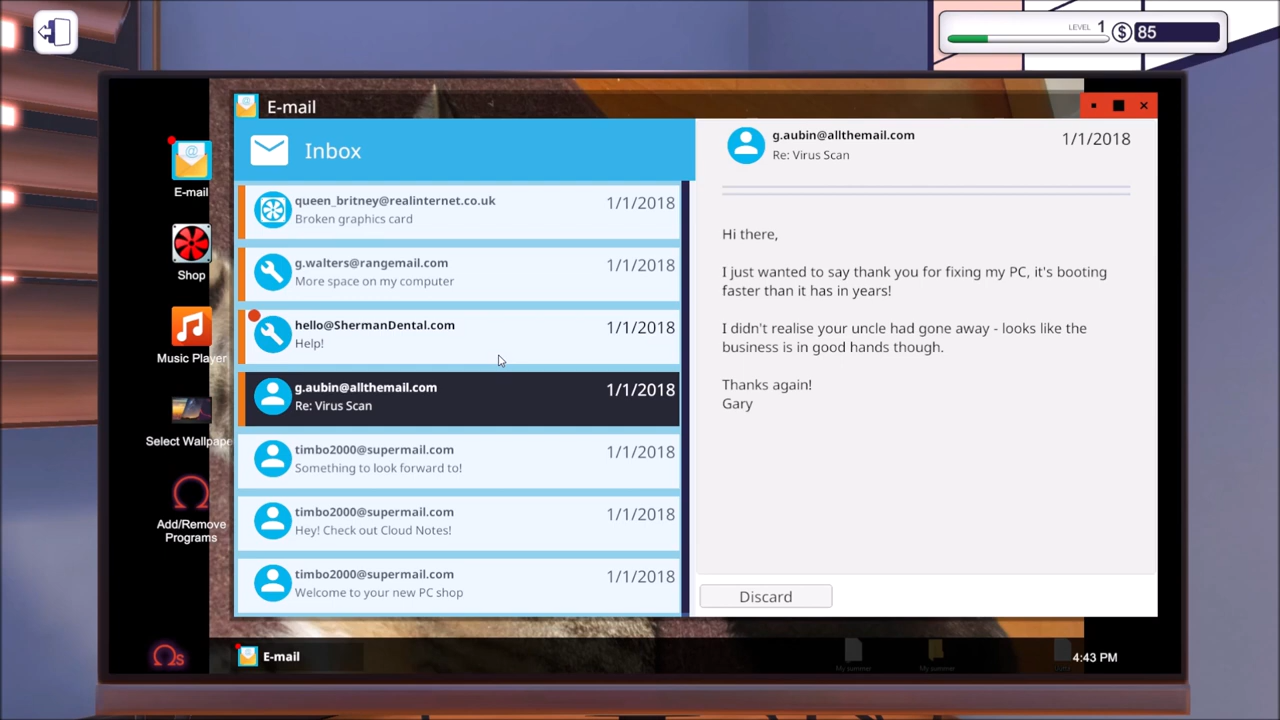 LEVEL 1 $ 85
E-mail
Inbox
queen_britney@realinternet.co.uk 1/1/2018
Broken graphics card
g.walters@rangemail.com 1/1/2018
More space on my computer
hello@ShermanDental.com 1/1/2018
Help!
g.aubin@allthemail.com 1/1/2018
Re: Virus Scan
timbo2000@supermail.com 1/1/2018
Something to look forward to!
timbo2000@supermail.com 1/1/2018
Hey! Check out Cloud Notes!
timbo2000@supermail.com 1/1/2018
Welcome to your new PC shop
g.aubin@allthemail.com 1/1/2018
Re: Virus Scan
Hi there,
I just wanted to say thank you for fixing my PC, it's booting
faster than it has in years!
I didn't realise your uncle had gone away - looks like the
business is in good hands though.
Thanks again!
Gary
Discard
E-mail
Shop
Music Player
Select Wallpape
Add/Remove
Programs
E-mail
My summer
My summer
4:43 PM